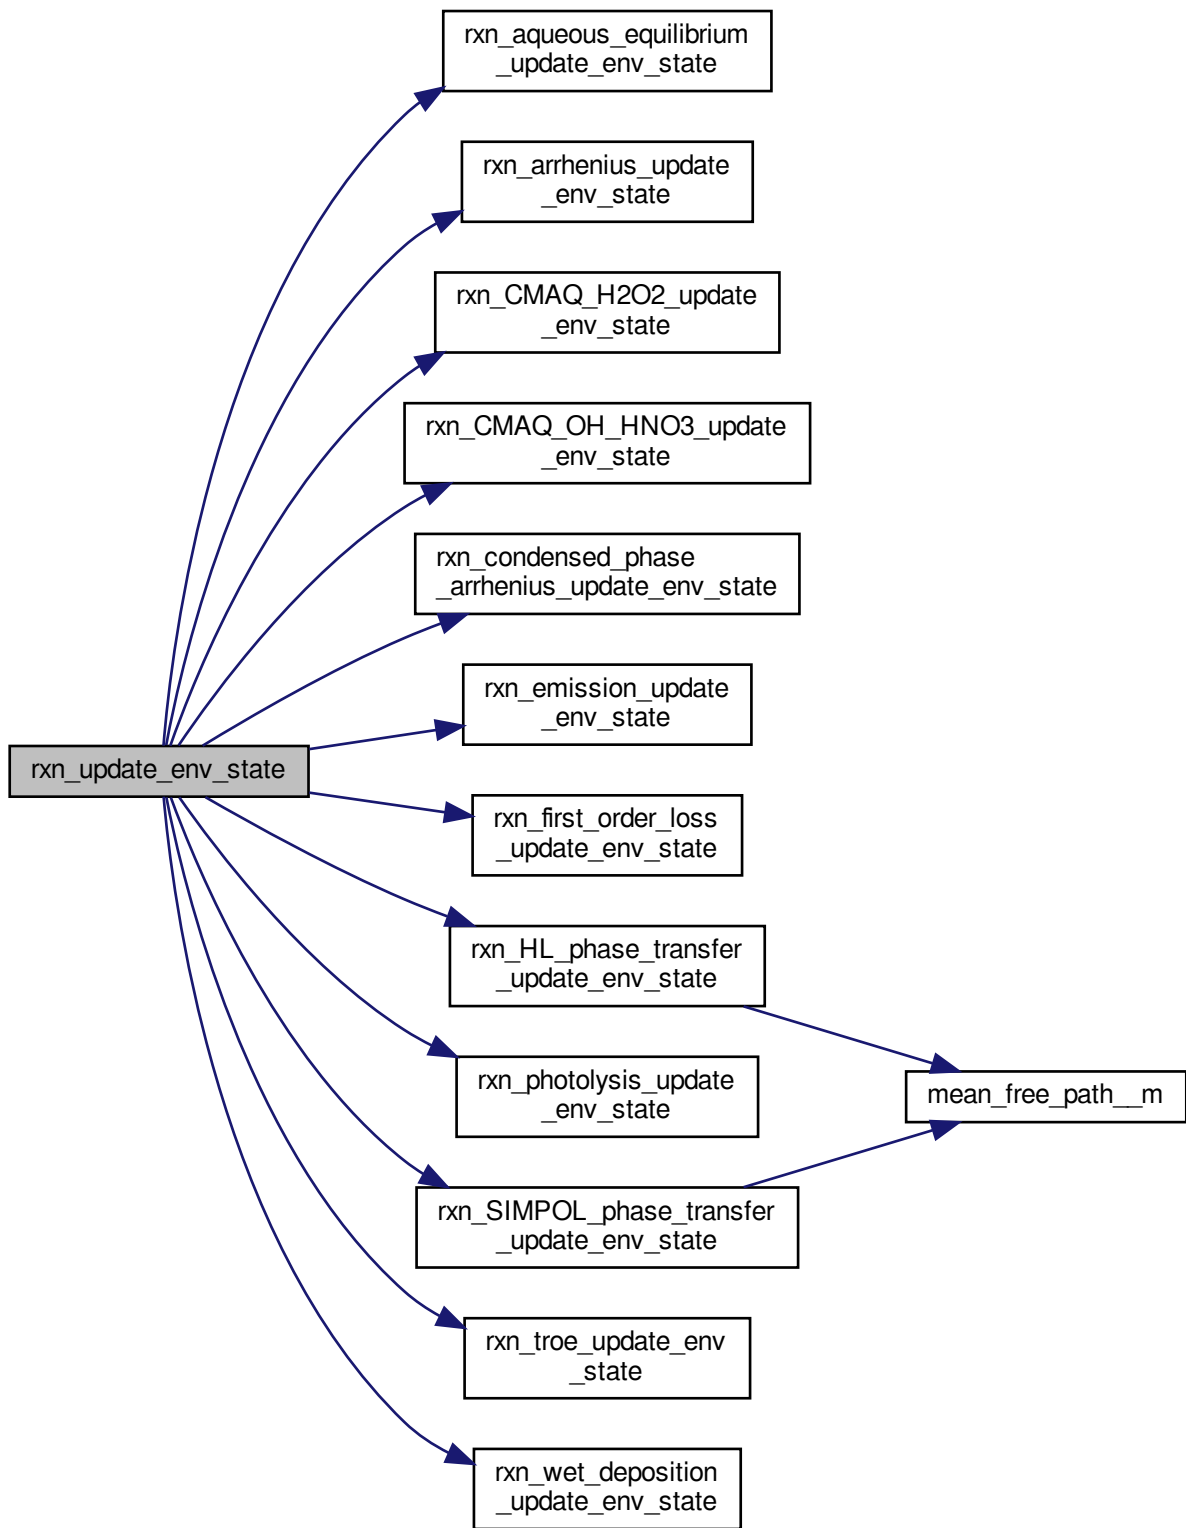 rxn_aqueous_equilibrium
_update_env_state
rxn_arrhenius_update
_env_state
rxn_CMAQ_H2O2_update
_env_state
rxn_CMAQ_OH_HNO3_update
_env_state
rxn_condensed_phase
_arrhenius_update_env_state
rxn_emission_update
_env_state
rxn_update_env_state
rxn_first_order_loss
_update_env_state
rxn_HL_phase_transfer
_update_env_state
rxn_photolysis_update
_env_state
mean_free_path__m
rxn_SIMPOL_phase_transfer
_update_env_state
rxn_troe_update_env
_state
rxn_wet_deposition
_update_env_state